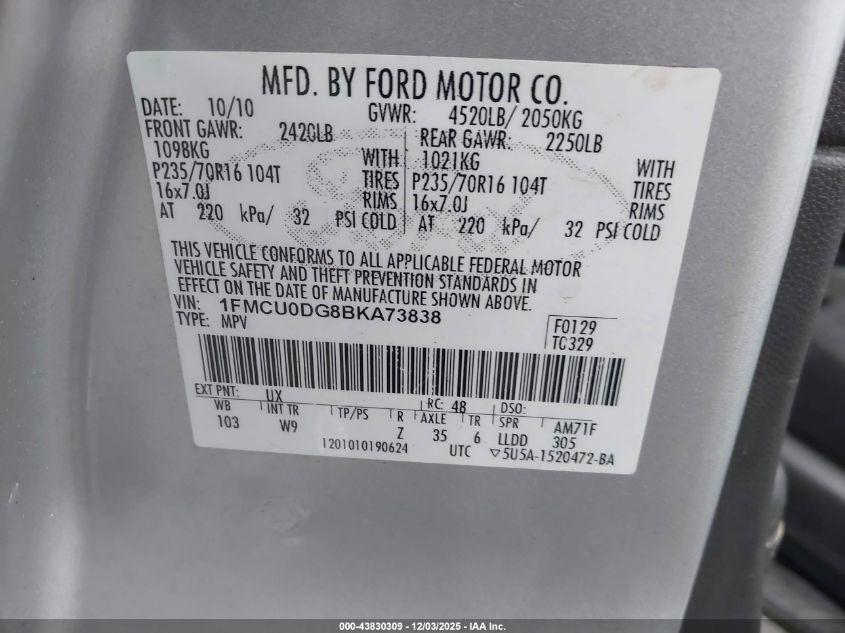 MFD. BY FORD MOTOR CO.
DATE: 10/10 GVWR: 4520LB/ 2050KG
FRONT GAWR: 2420LB REAR GAWR: 2250LB
1098KG WITH 1021KG WITH
P235/70R16 104T TIRES P235/70R16 104T TIRES
16x7.0J RIMS 16x7.0J RIMS
AT 220 kPa/ 32 PSI COLD AT 220 kPa/ 32 PSI COLD
THIS VEHICLE CONFORMS TO ALL APPLICABLE FEDERAL MOTOR
VEHICLE SAFETY AND THEFT PREVENTION STANDARDS IN
EFFECT ON THE DATE OF MANUFACTURE SHOWN ABOVE.
VIN: 1FMCU0DG8BKA73838 F0129
TYPE: MPV TC329
EXT PNT: UX RC: 48 DSO:
WB INT TR TP/PS R AXLE TR SPR AM71F
103 W9 Z 35 6 LLDD 305
1201010190624 UTC ▽5U5A-1520472-BA
000-43830309 - 12/03/2025 - IAA Inc.